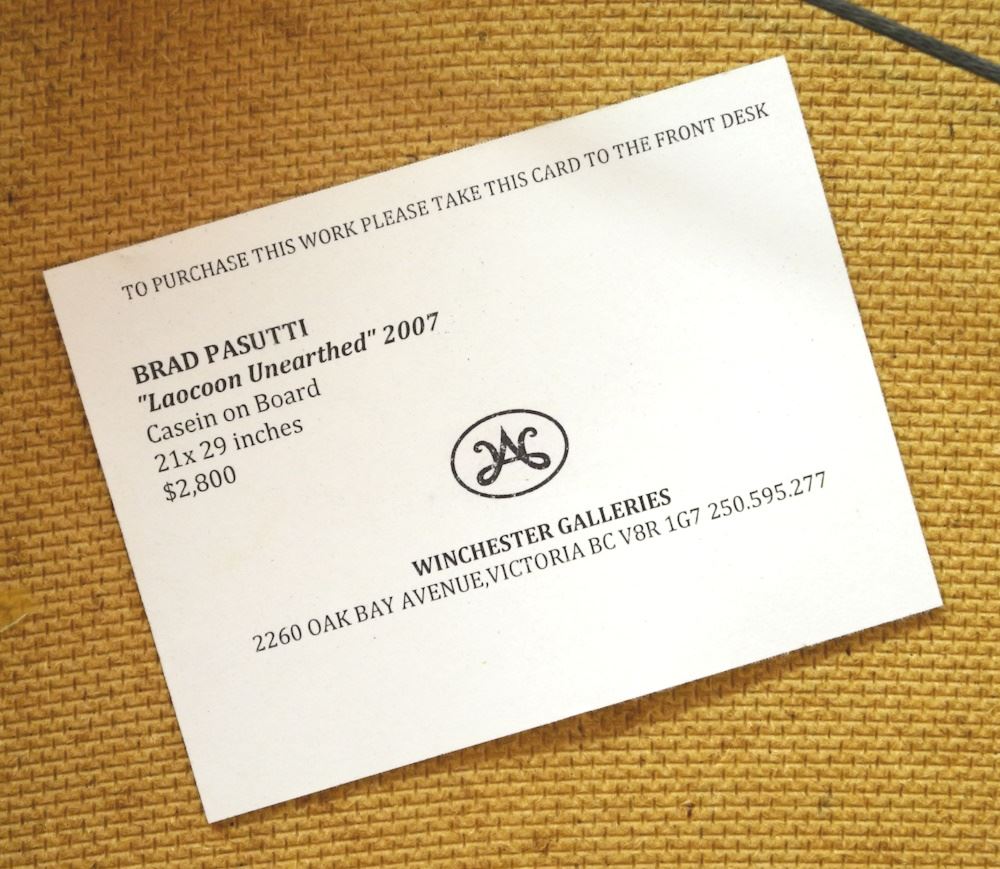 TO PURCHASE THIS WORK PLEASE TAKE THIS CARD TO THE FRONT DESK
BRAD PASUTTI
"Laocoon Unearthed" 2007
Casein on Board
21x 29 inches
$2,800
WINCHESTER GALLERIES
2260 OAK BAY AVENUE,VICTORIA BC V8R 1G7 250.595.277